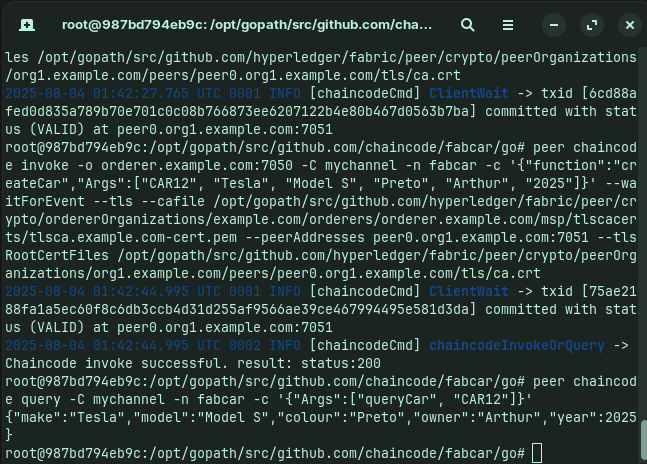 root@987bd794eb9c: /opt/gopath/src/github.com/cha...
les /opt/gopath/src/github.com/hyperledger/fabric/peer/crypto/peerOrganizations
/org1.example.com/peers/peer0.org1.example.com/tls/ca.crt
2025-08-04 01:42:27.765 UTC 0001 INFO [chaincodeCmd] ClientWait -> txid [6cd88a
fed0d835a789b70e701c0c08b766873ee6207122b4e80b467d0563b7ba] committed with stat
us (VALID) at peer0.org1.example.com:7051
root@987bd794eb9c:/opt/gopath/src/github.com/chaincode/fabcar/go# peer chaincod
e invoke -o orderer.example.com:7050 -C mychannel -n fabcar -c '{"function":"cr
eateCar","Args":["CAR12", "Tesla", "Model S", "Preto", "Arthur", "2025"]}' --wa
itForEvent --tls --cafile /opt/gopath/src/github.com/hyperledger/fabric/peer/cr
ypto/ordererOrganizations/example.com/orderers/orderer.example.com/msp/tlscacer
ts/tlsca.example.com-cert.pem --peerAddresses peer0.org1.example.com:7051 --tls
RootCertFiles /opt/gopath/src/github.com/hyperledger/fabric/peer/crypto/peerOrg
anizations/org1.example.com/peers/peer0.org1.example.com/tls/ca.crt
2025-08-04 01:42:44.995 UTC 0001 INFO [chaincodeCmd] ClientWait -> txid [75ae21
88fa1a5ec60f8c6db3ccb4d31d255af9566ae39ce467994495e581d3da] committed with stat
us (VALID) at peer0.org1.example.com:7051
2025-08-04 01:42:44.995 UTC 0002 INFO [chaincodeCmd] chaincodeInvokeOrQuery ->
Chaincode invoke successful. result: status:200
root@987bd794eb9c:/opt/gopath/src/github.com/chaincode/fabcar/go# peer chaincod
e query -C mychannel -n fabcar -c '{"Args":["queryCar", "CAR12"]}'
{"make":"Tesla","model":"Model S","colour":"Preto","owner":"Arthur","year":2025
}
root@987bd794eb9c:/opt/gopath/src/github.com/chaincode/fabcar/go#